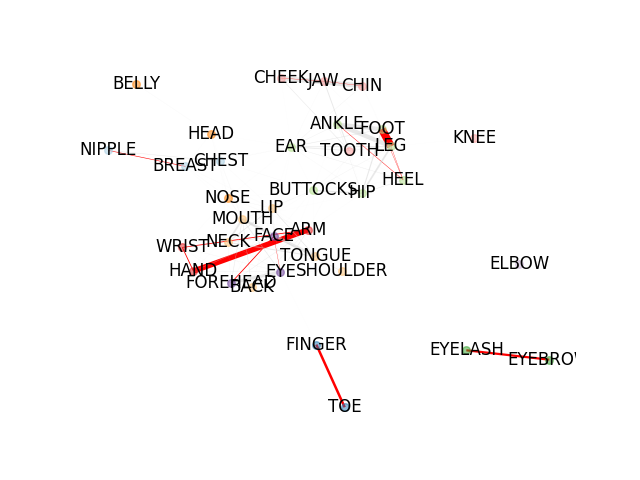 CHEEK
JAW
CHIN
BELLY
ANKLE
FOOT
HEAD
KNEE
EAR
LEG
NIPPLE
TOOTH
CHEST
BREAST
HEEL
BUTTOCKS
HIP
NOSE
LIP
MOUTH
ARM
FACE
NECK
WRIST
TONGUE
ELBOW
HAND
EYE
SHOULDER
FOREHEAD
BACK
FINGER
EYELASH
EYEBROW
TOE